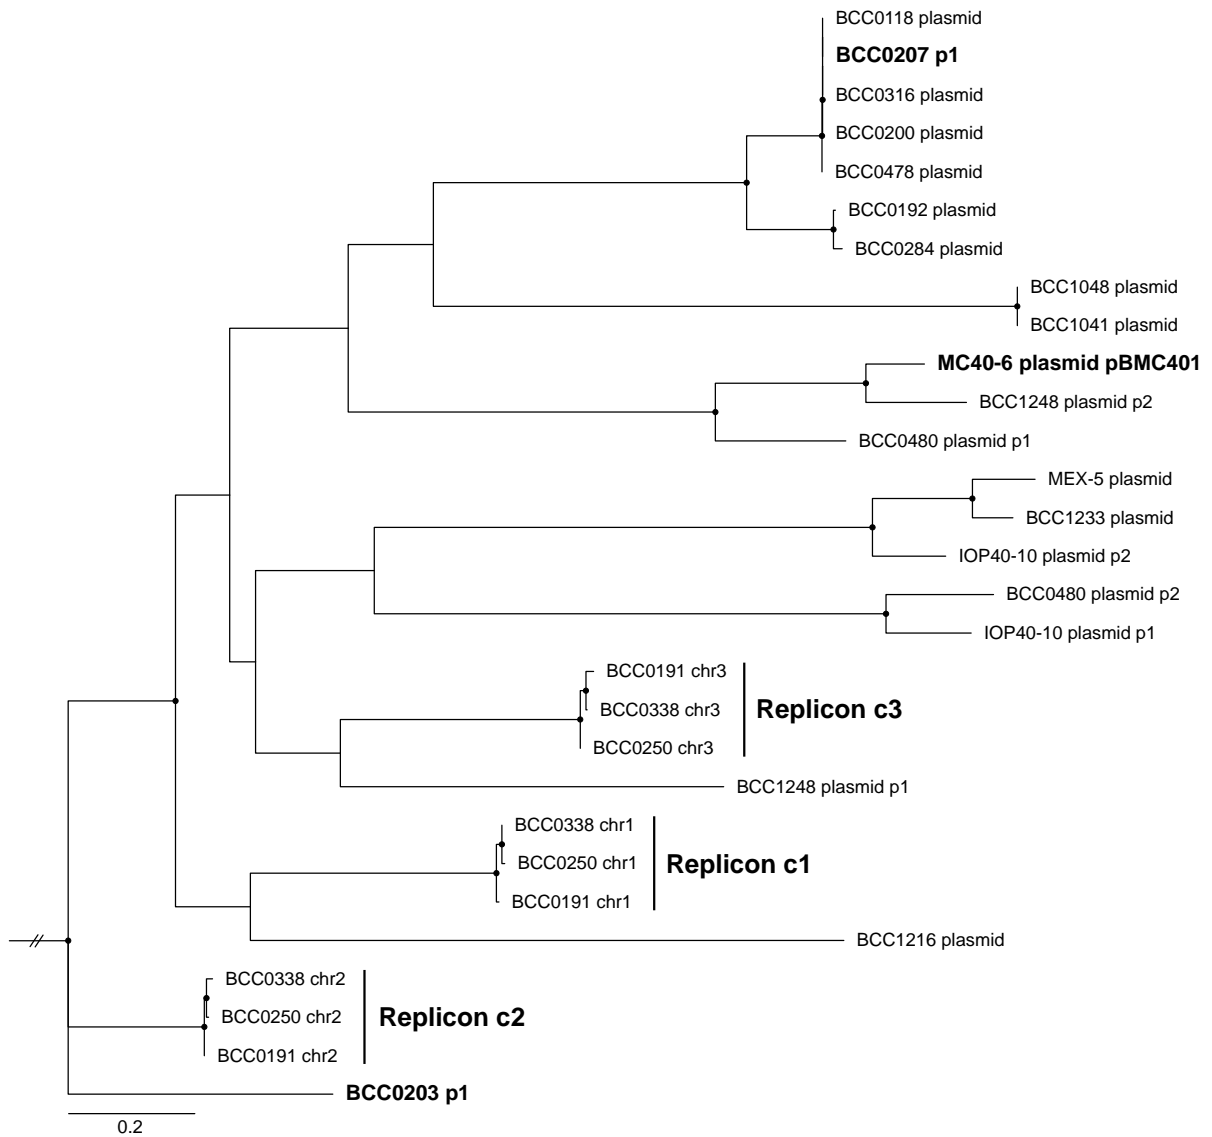 BCC0118 plasmid
BCC0207 p1
BCC0316 plasmid
BCC0200 plasmid
BCC0478 plasmid
BCC0192 plasmid
BCC0284 plasmid
BCC1048 plasmid
BCC1041 plasmid
MC40-6 plasmid pBMC401
BCC1248 plasmid p2
BCC0480 plasmid p1
MEX-5 plasmid
BCC1233 plasmid
IOP40-10 plasmid p2
BCC0480 plasmid p2
IOP40-10 plasmid p1
BCC0191 chr3
BCC0338 chr3
Replicon c3
BCC0250 chr3
BCC1248 plasmid p1
BCC0338 chr1
BCC0250 chr1
Replicon c1
BCC0191 chr1
BCC1216 plasmid
BCC0338 chr2
BCC0250 chr2
Replicon c2
BCC0191 chr2
BCC0203 p1
0.2